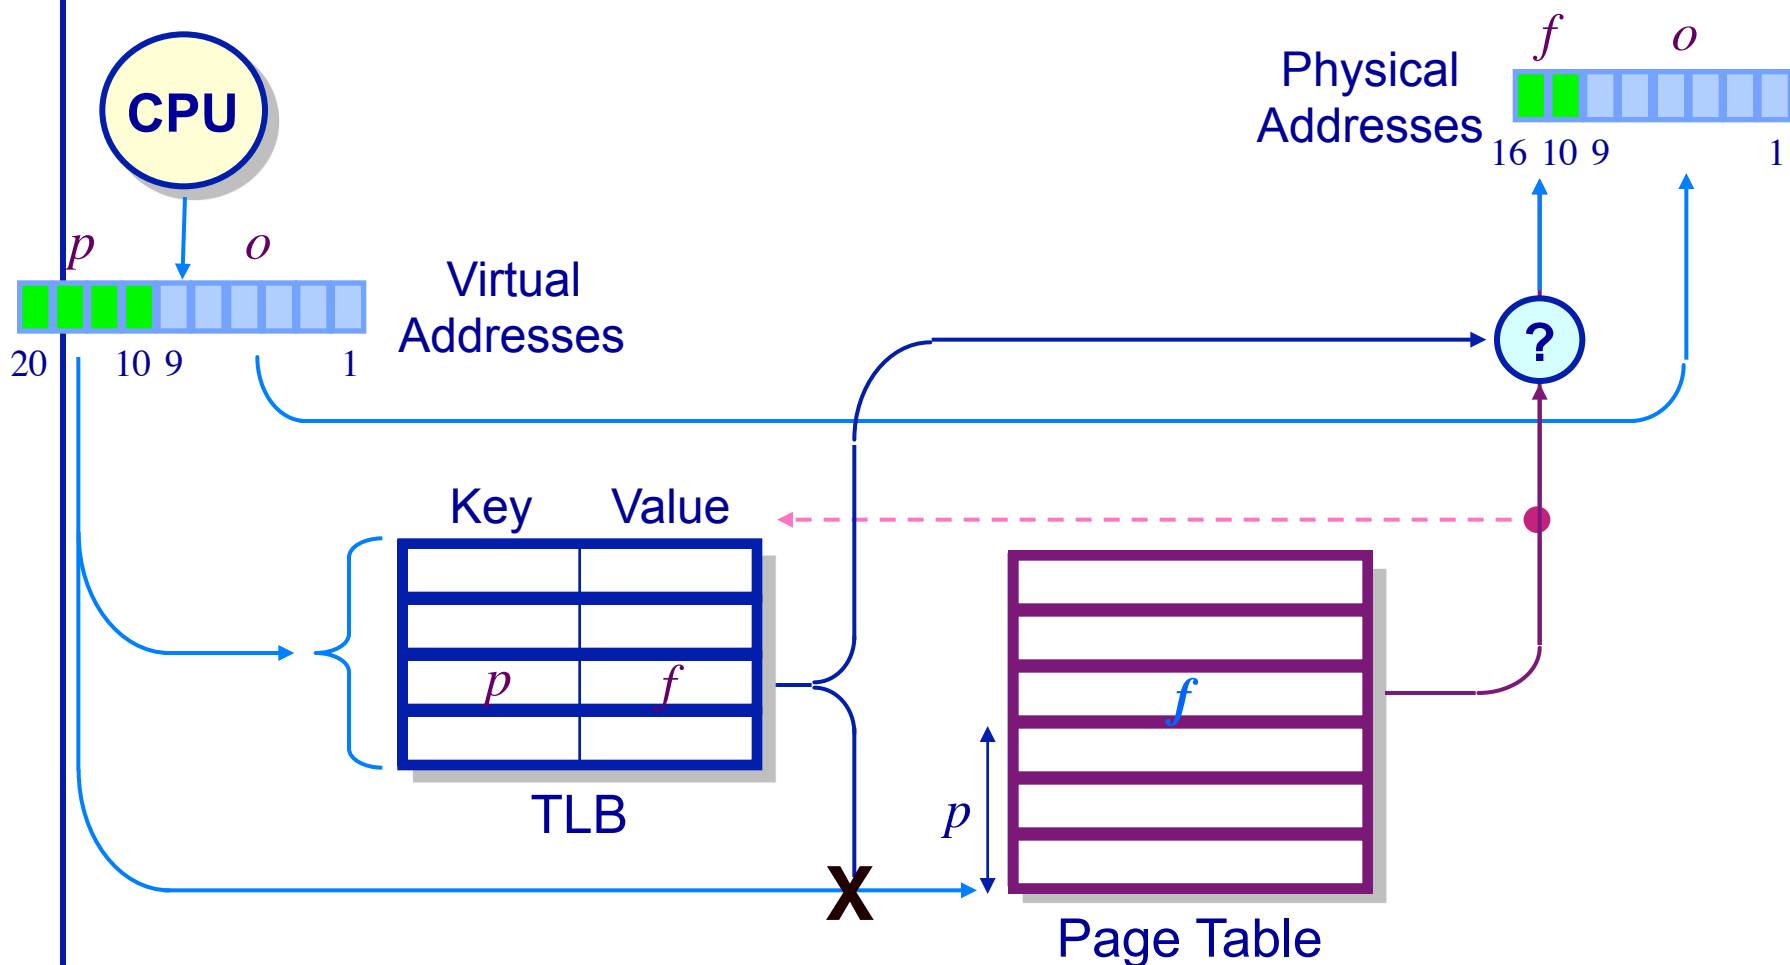 f o
Physical
Addresses
16 10 9 1
CPU
p o
Virtual
Addresses
20 10 9 1
?
Key Value
p f
TLB
f
p
X
Page Table